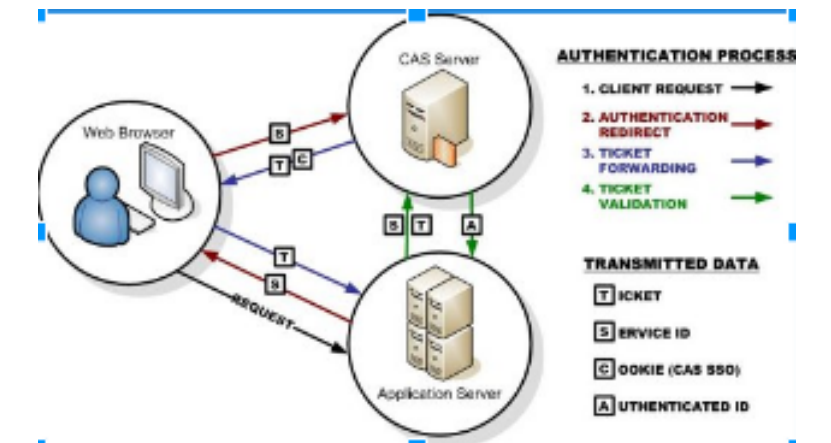 CAS Server
AUTHENTICATION PROCESS
1. CLIENT REQUEST
2. AUTHENTICATION
REDIRECT
3. TICKET
FORWARDING
4. TICKET
VALIDATION
Web Browser
S
T C
S T A
T
S
REQUEST
Application Server
TRANSMITTED DATA
T ICKET
S ERVICE ID
C OOKIE (CAS SSO)
A UTHENTICATED ID